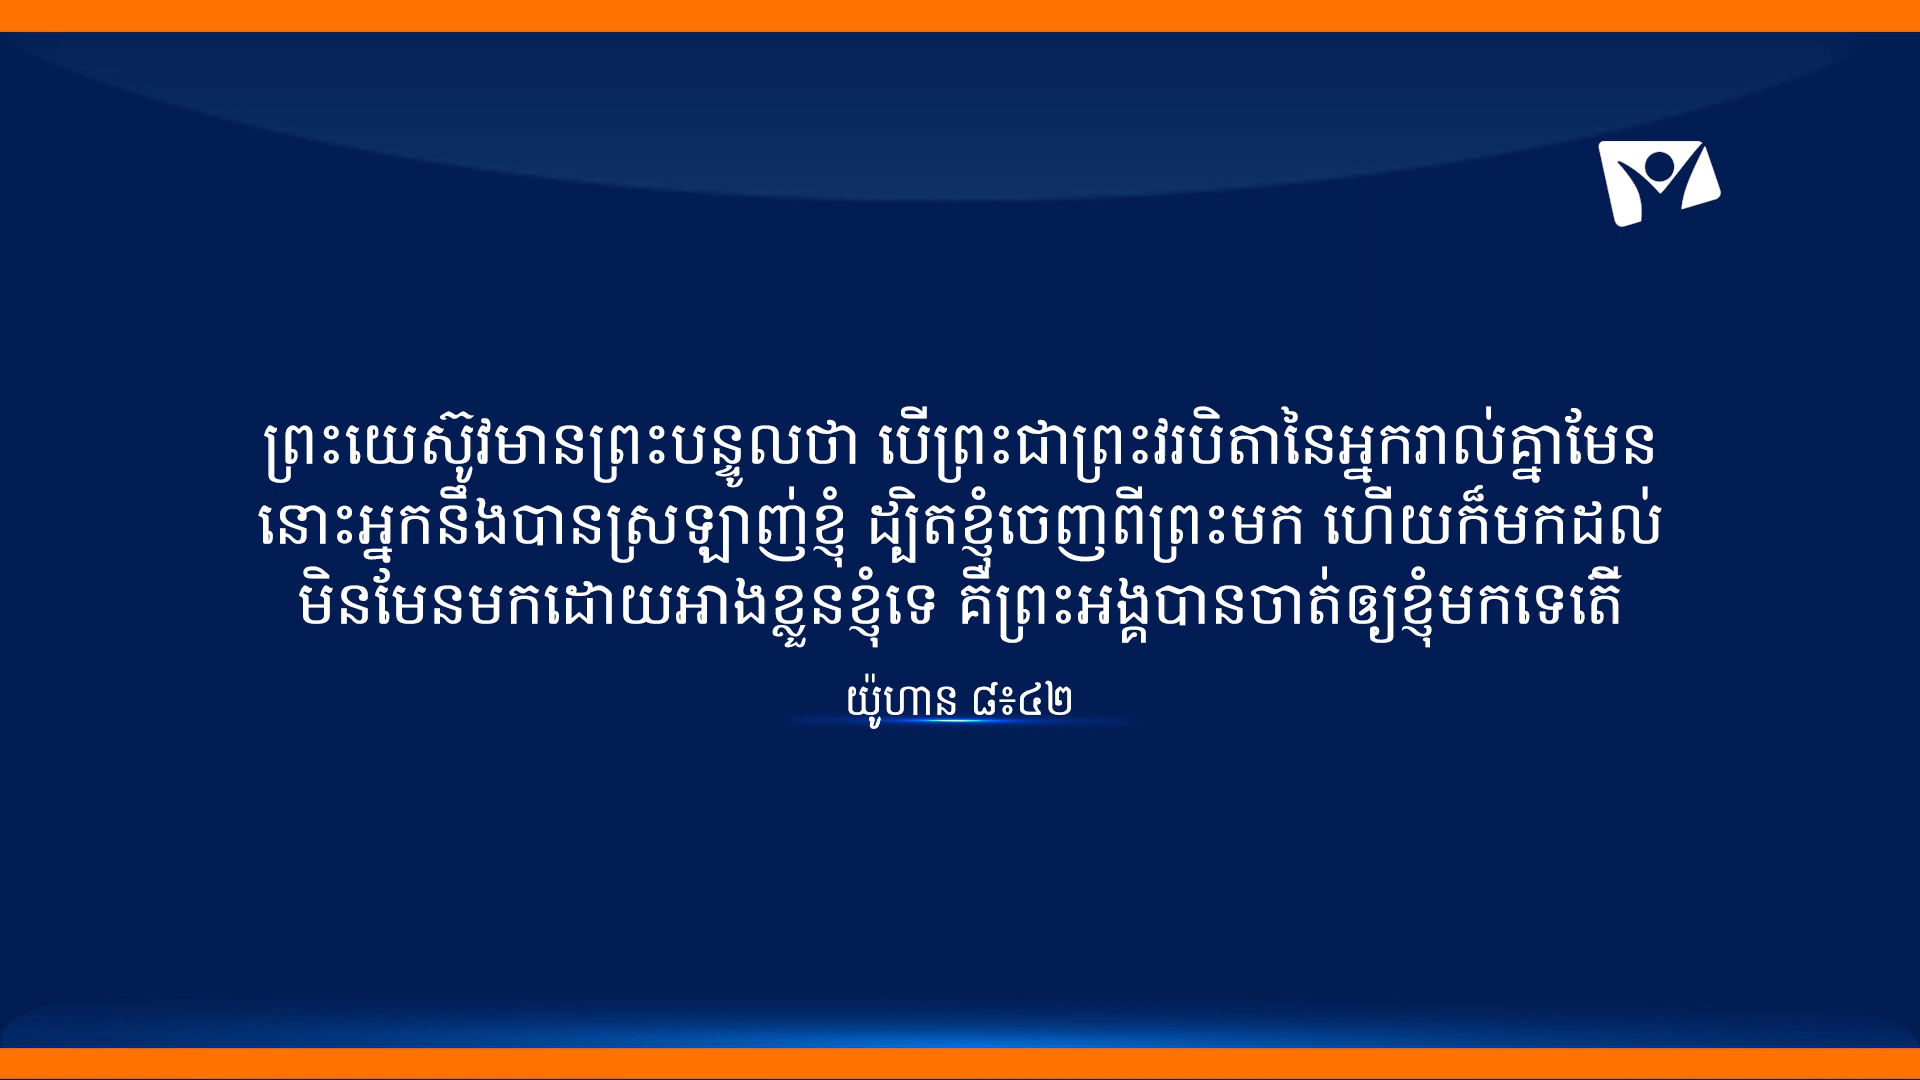 ព្រះយេស៊ូវមានព្រះបន្ទូលថា បើព្រះជាព្រះវរបិតានៃអ្នករាល់គ្នាមែន
នោះអ្នកនឹងបានស្រឡាញ់ខ្ញុំ ដ្បិតខ្ញុំចេញពីព្រះមក ហើយក៏មកដល់
មិនមែនមកដោយអាងខ្លួនខ្ញុំទេ គឺព្រះអង្គបានចាត់ឲ្យខ្ញុំមកទេតើ
យ៉ូហាន ៨៖៤២